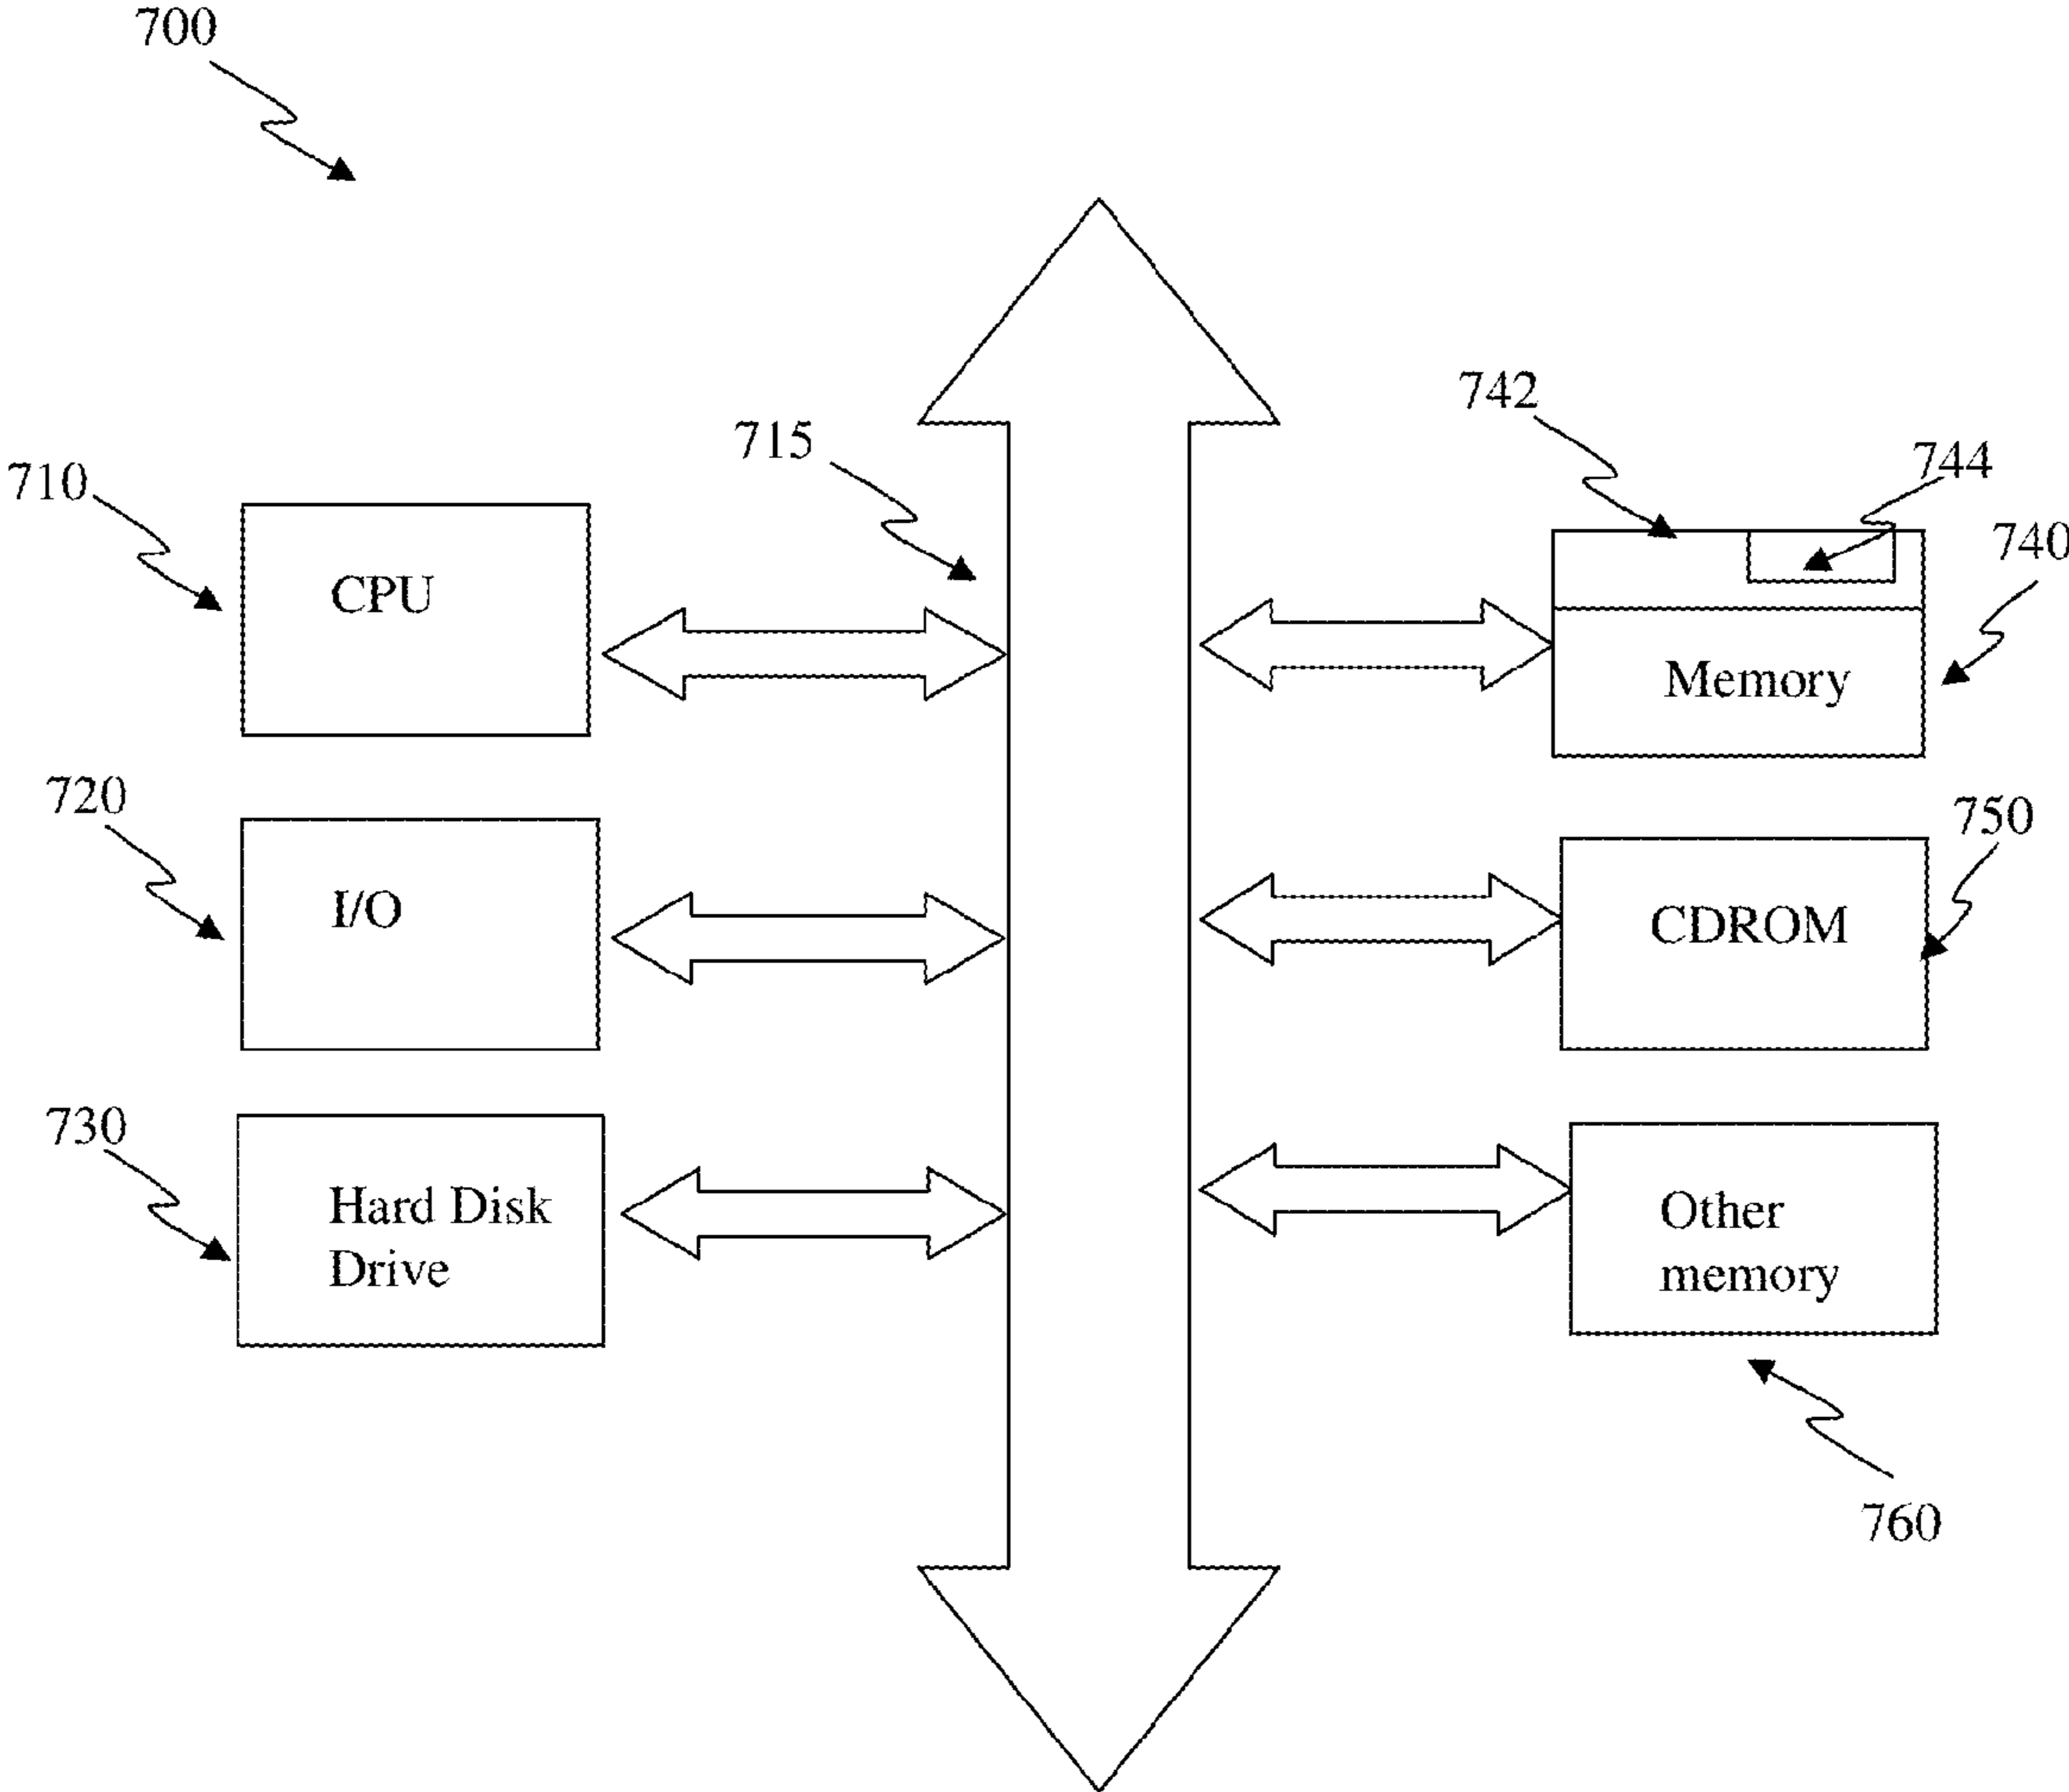 700
742
715
744
710
740
CPU
Memory
720
750
I/O
CDROM
730
Hard Disk
Drive
Other
memory
760